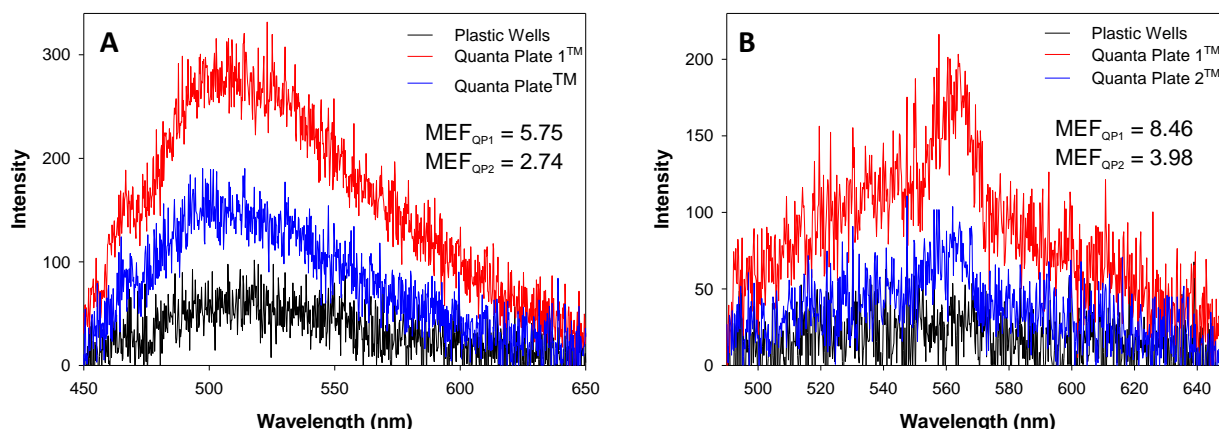 A
Plastic Wells
Quanta Plate 1TM
Quanta PlateTM
MEFQP1 = 5.75
MEFQP2 = 2.74
Intensity
300
200
100
0
450 500 550 600 650
Wavelength (nm)
B
Plastic Wells
Quanta Plate 1TM
Quanta Plate 2TM
MEFQP1 = 8.46
MEFQP2 = 3.98
Intensity
200
150
100
50
0
500 520 540 560 580 600 620 640
Wavelength (nm)